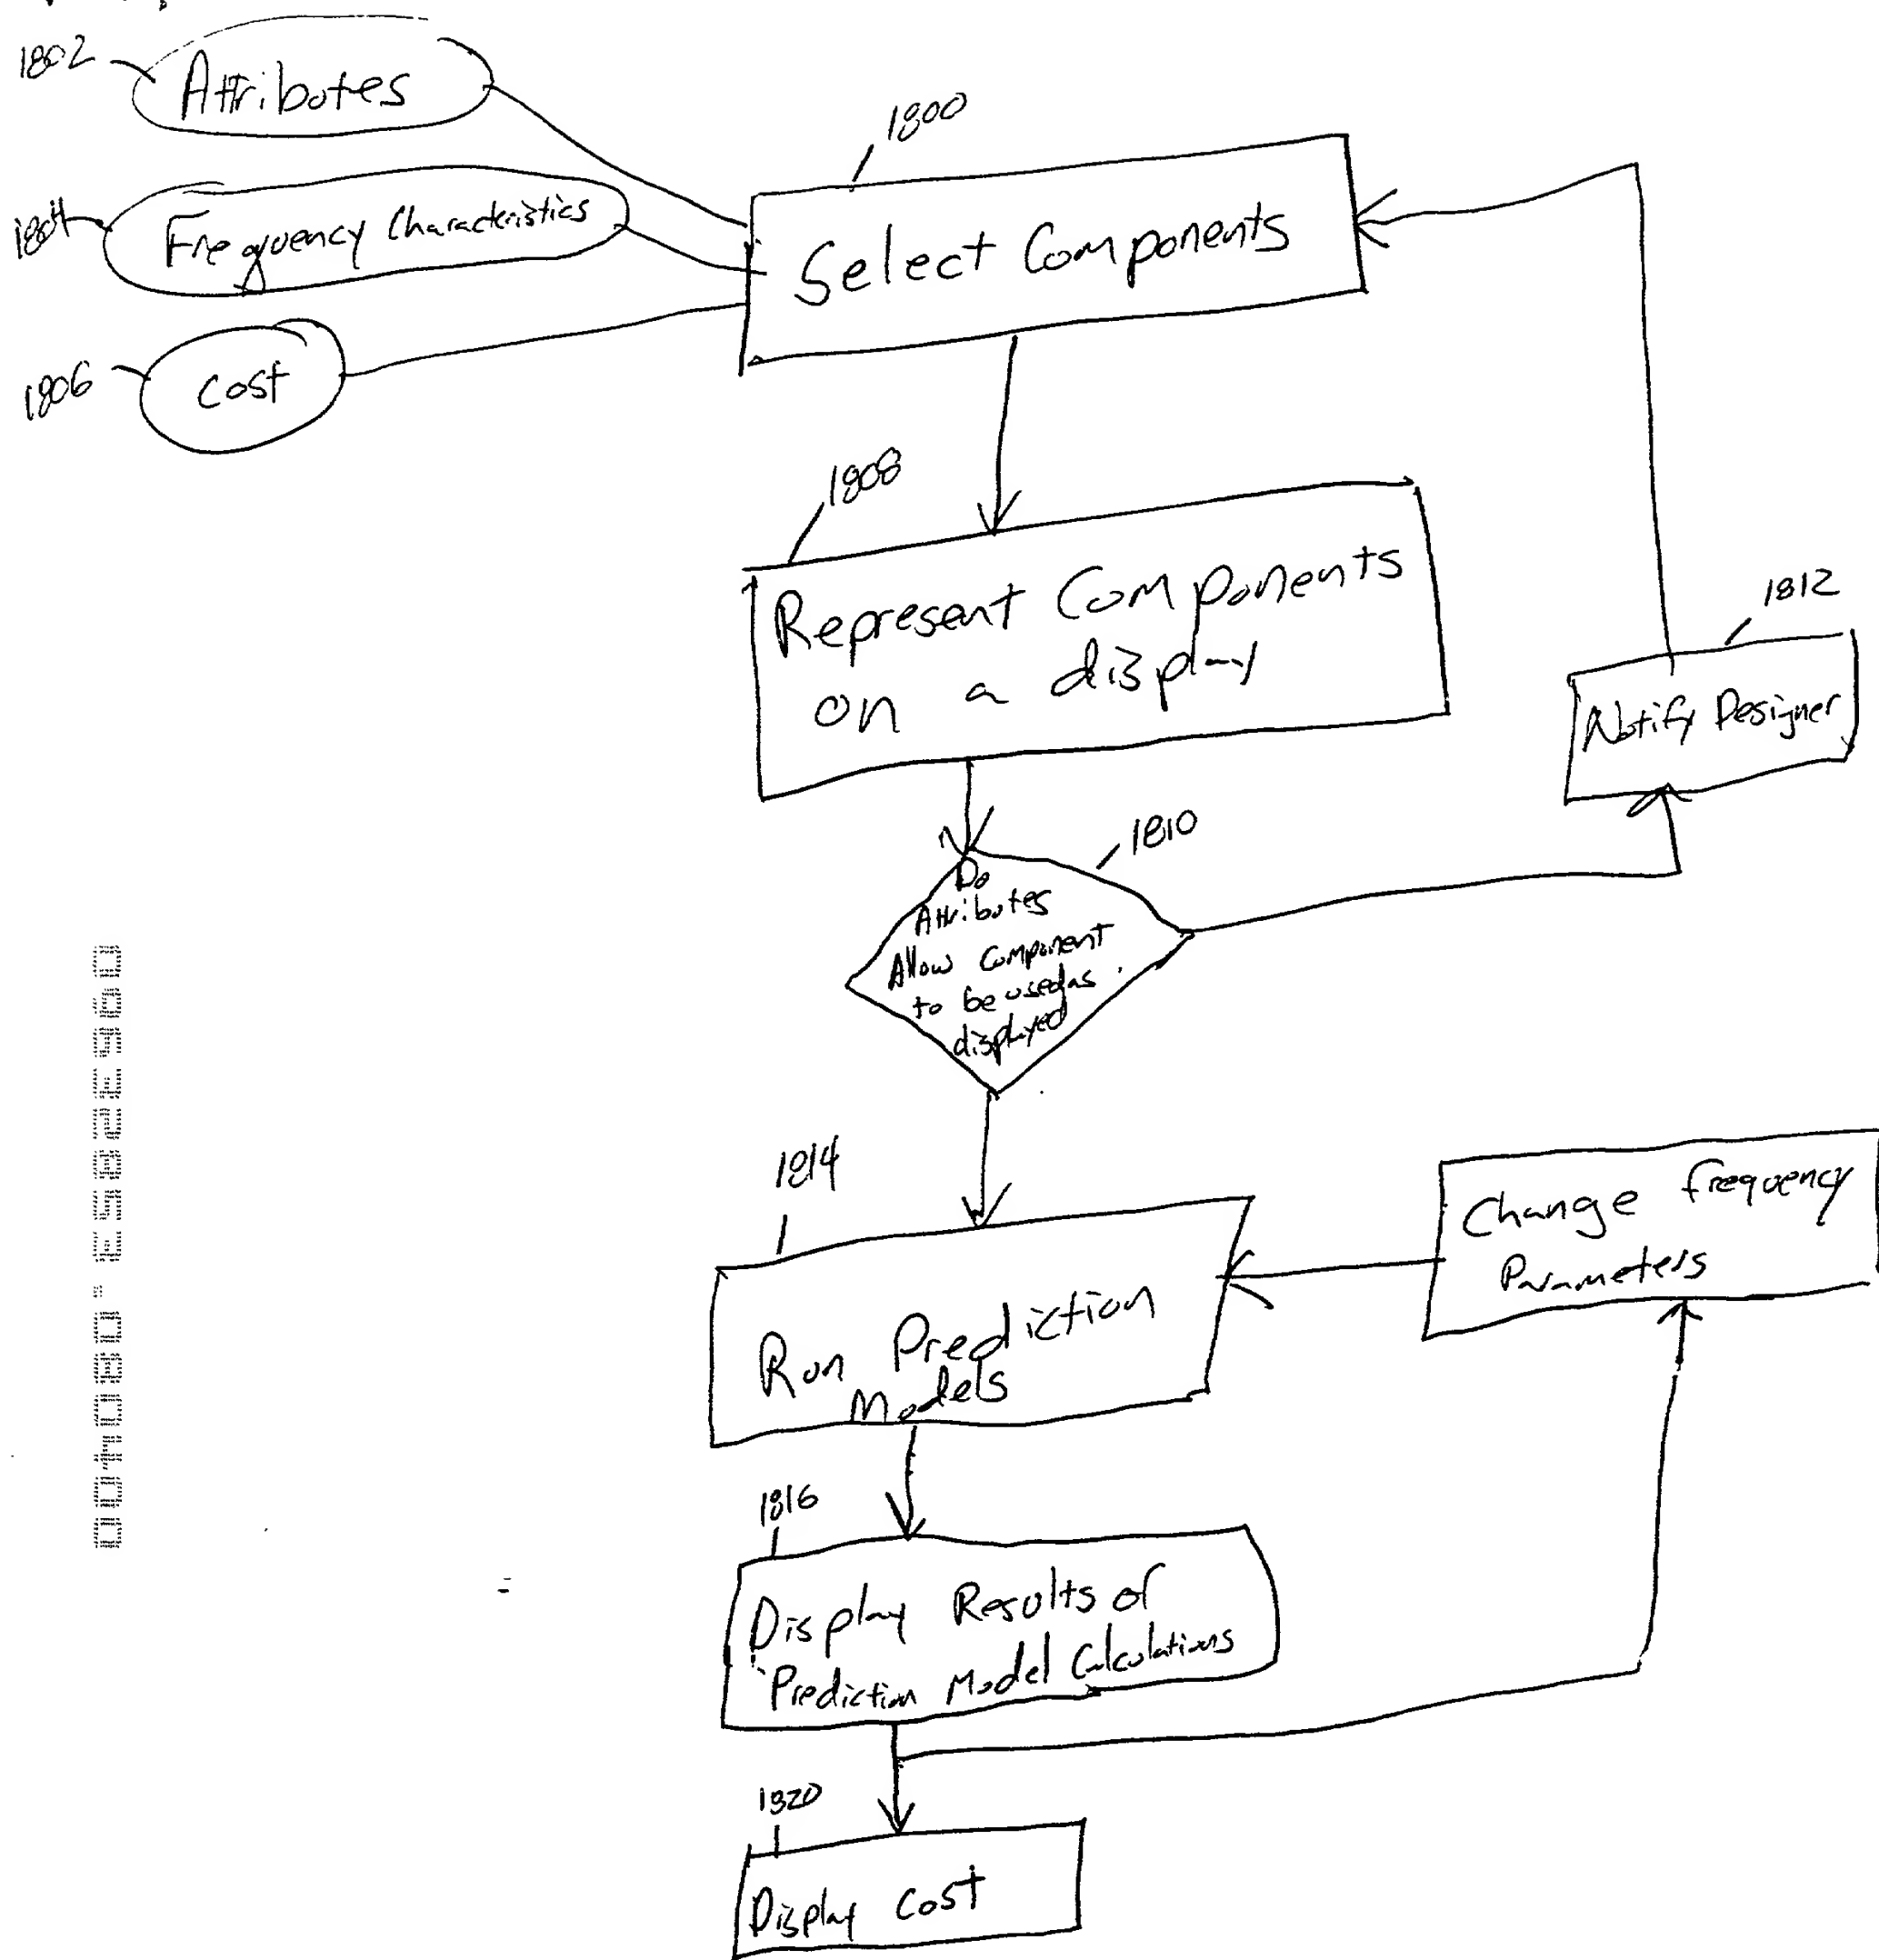 1802
Attributes
1800
1804
Frequency Characteristics
Select Components
1806
Cost
1808
Represent Components
on a display
1812
Notify Designer
1810
Do
Attributes
Allow Component
to be used as
displayed
1814
Change frequency
Parameters
Run Prediction
Models
1816
Display Results of
Prediction Model Calculations
1820
Display Cost